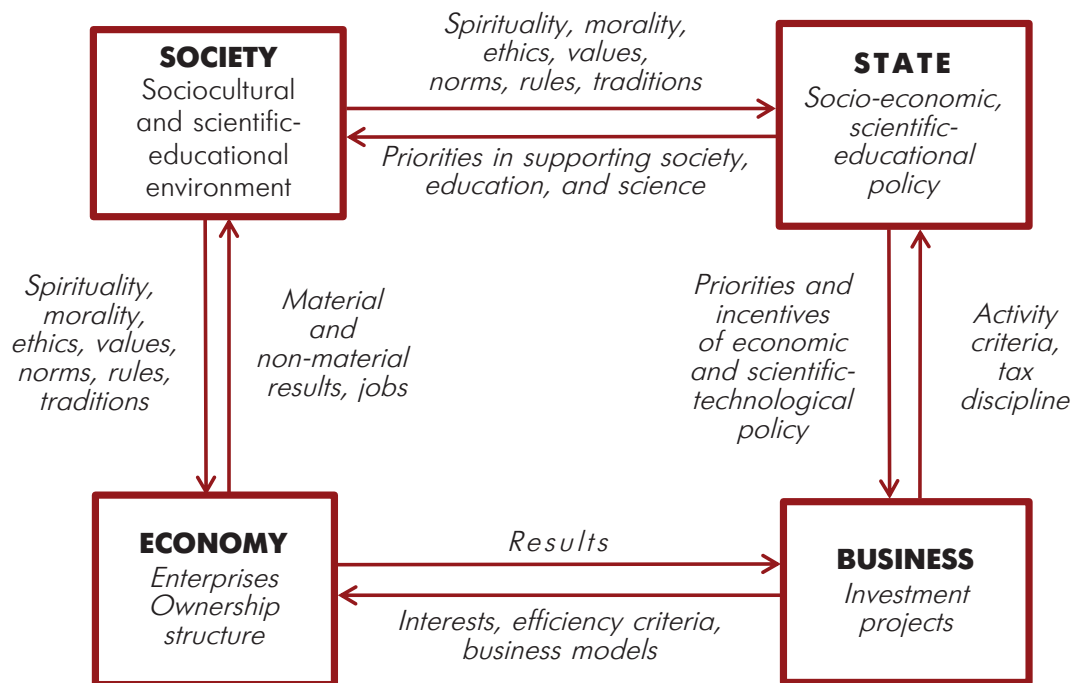 SOCIETY
Sociocultural
and scientific-
educational
environment
Spirituality, morality,
ethics, values,
norms, rules, traditions
Priorities in supporting society,
education, and science
STATE
Socio-economic,
scientific-
educational
policy
Spirituality,
morality,
ethics, values,
norms, rules,
traditions
Material
and
non-material
results, jobs
Priorities and
incentives
of economic
and scientific-
technological
policy
Activity
criteria,
tax
discipline
ECONOMY
Enterprises
Ownership
structure
Results
Interests, efficiency criteria,
business models
BUSINESS
Investment
projects